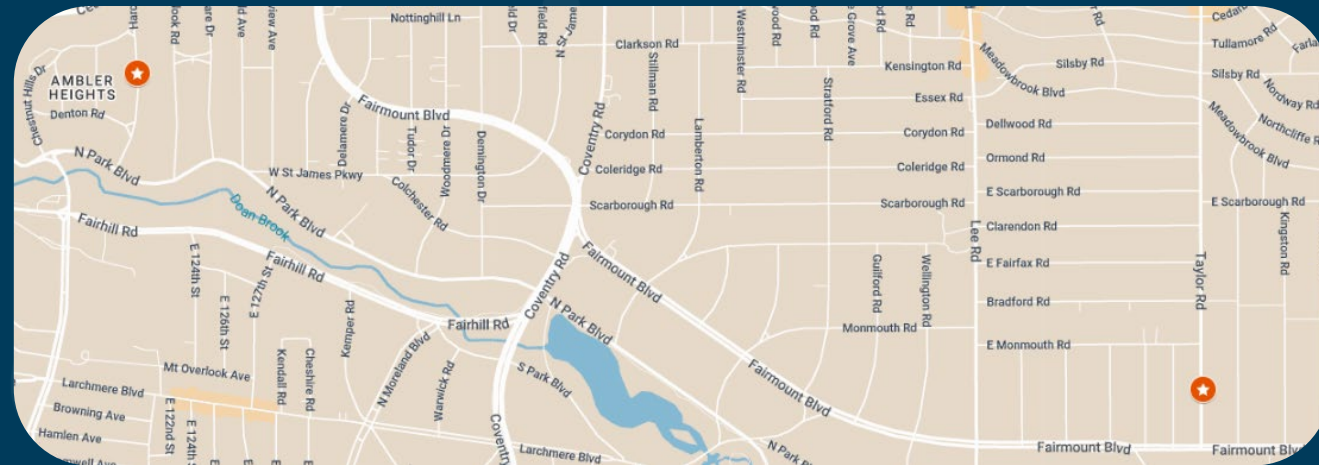 Nottinghill Ln
Clarkson Rd
N St James
Westminster Rd
Grove Ave
Kensington Rd
Silsby Rd
Meadowbrook Blvd
Tullamore Rd
Silsby Rd
Nordway Rd
AMBLER
HEIGHTS
Chestnut Hills Dr
Denton Rd
Stillman Rd
Stratford Rd
Essex Rd
Fairmount Blvd
Delamere Dr
Tudor Dr
Woodmere Dr
Demington Dr
Coventry Rd
Corydon Rd
Lamberton Rd
Corydon Rd
Dellwood Rd
Meadowbrook Blvd
N Park Blvd
W St James Pkwy
Coleridge Rd
Coleridge Rd
Ormond Rd
Colchester Rd
Scarborough Rd
Scarborough Rd
E Scarborough Rd
E Scarborough Rd
N Park Blvd
Doan Brook
Fairhill Rd
Fairhill Rd
Clarendon Rd
Lee Rd
Kingston Rd
E 124th St
E 127th St
E 126th St
Coventry Rd
Fairmount Blvd
Guilford Rd
Wellington Rd
E Fairfax Rd
Taylor Rd
Bradford Rd
Kemper Rd
Fairhill Rd
N Park Blvd
Monmouth Rd
E Monmouth Rd
N Moreland Blvd
Warwick Rd
S Park Blvd
Fairmount Blvd
Mt Overlook Ave
Kendall Rd
Cheshire Rd
Larchmere Blvd
Browning Ave
Hamlen Ave
E 122nd St
E 124th S
Coventry
Larchmere Blvd
N Park B
Fairmount Blvd
Fairmount Blv